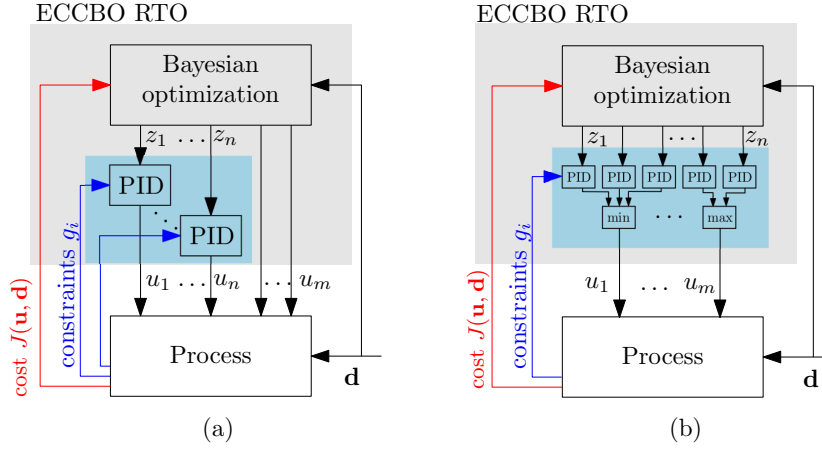 ECCBO RTO
Bayesian
optimization
z₁ ... zₙ
PID
PID
u₁ ... uₙ ... uₘ
Process
cost J(u, d)
constraints gᵢ
d
(a)
ECCBO RTO
Bayesian
optimization
z₁ ... zₙ
PID PID PID PID PID
min ... max
u₁ ... uₘ
Process
cost J(u, d)
constraints gᵢ
d
(b)